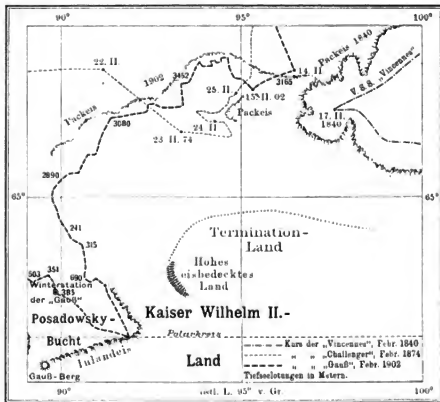 90° 95° 100°
Packeis 1840
22. II.
1902
3452
14. II.
3165
25. II.
15. II. 02
V.S.S. „Vincennes“
Packeis
Packeis
3080
24 II
17. II.
1840
23 II. 74
2890
65° 65°
241
315
Termination-
Land
Hohes
eisbedecktes
Land
690
503 351
Winterstation
385
der „Gauß“
Kaiser Wilhelm II.-
Posadowsky-
Bucht
Polarkreis
Inlandeis
Land
Gauß-Berg
Kurs der „Vincennes“, Febr. 1840
„ „ „Challenger“, Febr. 1874
„ „ „Gauß“, Febr. 1902
Tiefseelotungen in Metern.
90° östl. L. 95° v. Gr. 100°